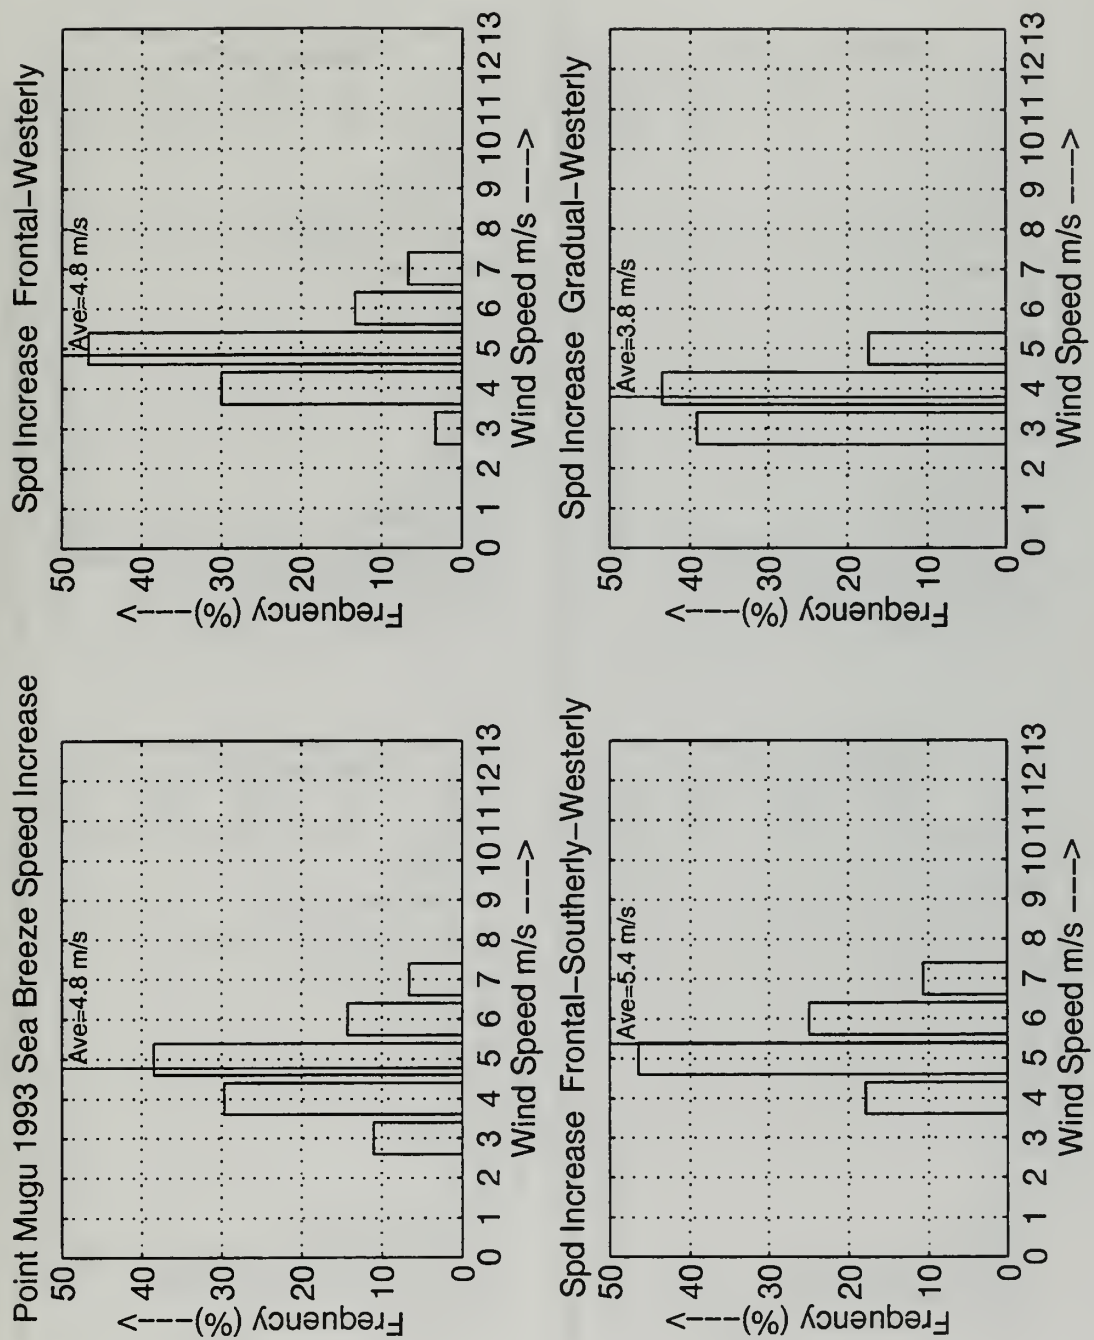 Point Mugu 1993 Sea Breeze Speed Increase
50
40
30
20
10
0
Frequency (%)---->
Ave=4.8 m/s
0 1 2 3 4 5 6 7 8 9 10 11 12 13
Wind Speed m/s ---->
Spd Increase Frontal-Westerly
50
40
30
20
10
0
Frequency (%)---->
Ave=4.8 m/s
0 1 2 3 4 5 6 7 8 9 10 11 12 13
Wind Speed m/s ---->
Spd Increase Frontal-Southerly-Westerly
50
40
30
20
10
0
Frequency (%)---->
Ave=5.4 m/s
0 1 2 3 4 5 6 7 8 9 10 11 12 13
Wind Speed m/s ---->
Spd Increase Gradual-Westerly
50
40
30
20
10
0
Frequency (%)---->
Ave=3.8 m/s
0 1 2 3 4 5 6 7 8 9 10 11 12 13
Wind Speed m/s ---->